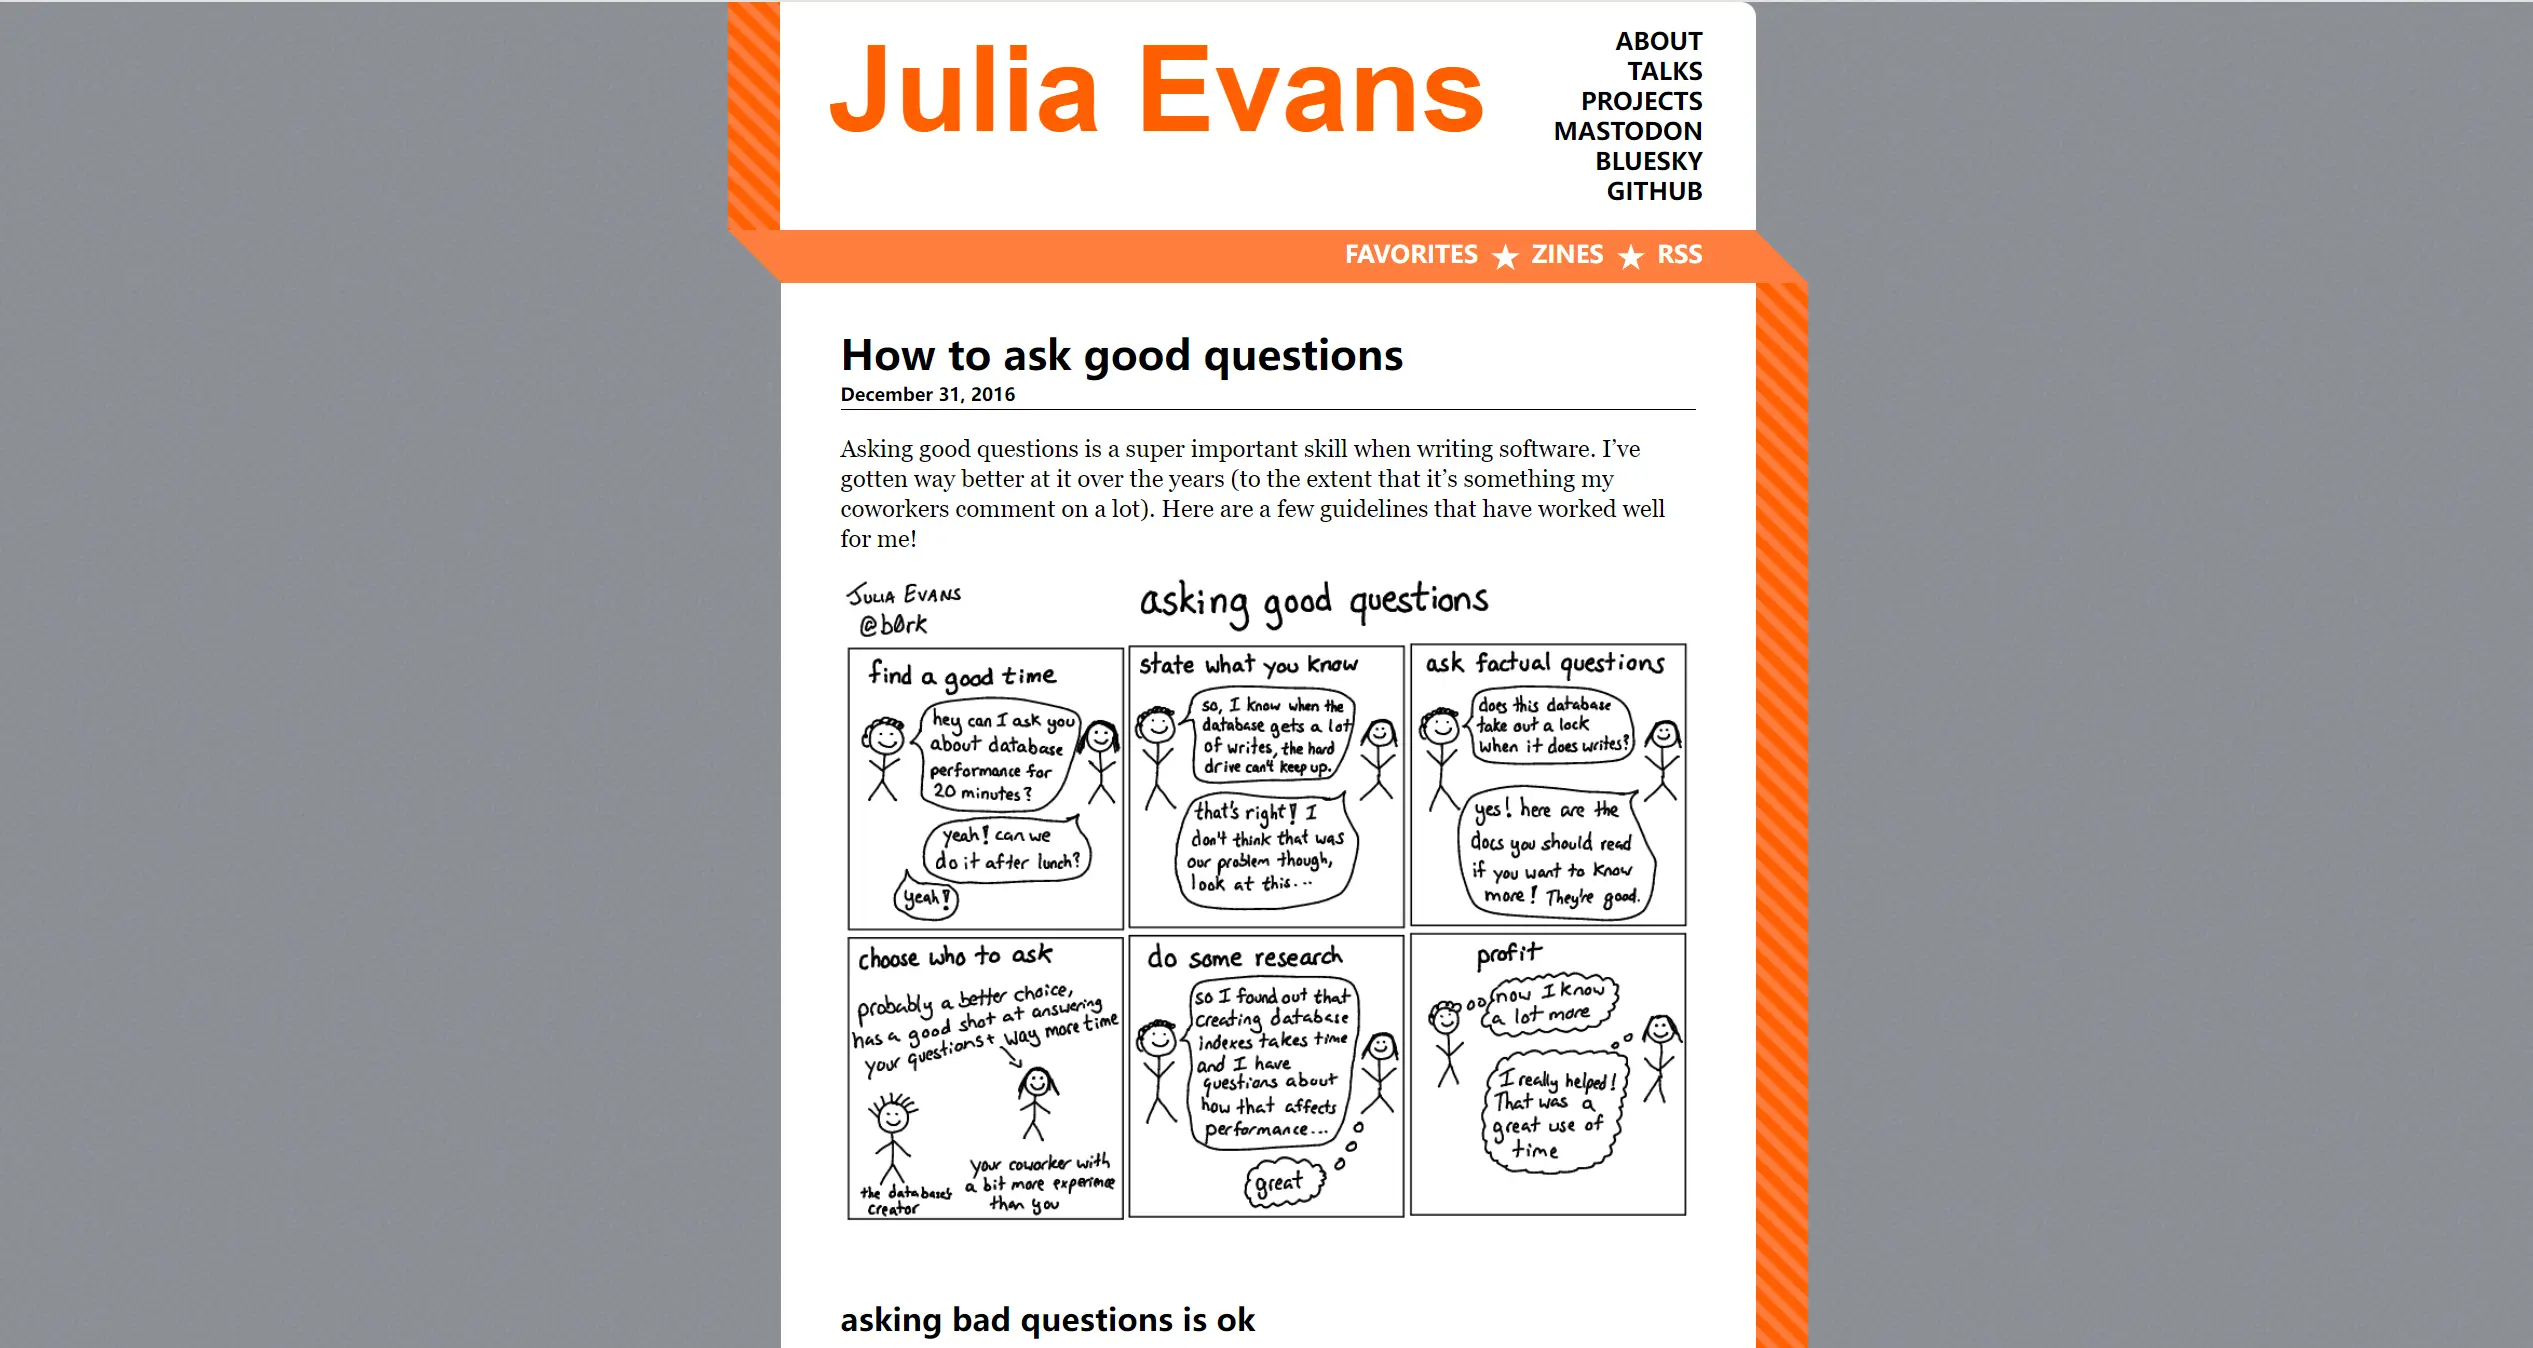 Julia Evans
ABOUT
TALKS
PROJECTS
MASTODON
BLUESKY
GITHUB
FAVORITES ★ ZINES ★ RSS
How to ask good questions
December 31, 2016
Asking good questions is a super important skill when writing software. I’ve
gotten way better at it over the years (to the extent that it’s something my
coworkers comment on a lot). Here are a few guidelines that have worked well
for me!
JULIA EVANS
@b0rk
asking good questions
find a good time
hey can I ask you
about database
performance for
20 minutes?
yeah! can we
do it after lunch?
yeah!
state what you know
so, I know when the
database gets a lot
of writes, the hard
drive can't keep up.
that's right! I
don't think that was
our problem though,
look at this...
ask factual questions
does this database
take out a lock
when it does writes?
yes! here are the
docs you should read
if you want to know
more! They're good.
choose who to ask
probably a better choice,
has a good shot at answering
your questions + way more time
the database's
creator
your coworker with
a bit more experience
than you
do some research
so I found out that
creating database
indexes takes time
and I have
questions about
how that affects
performance...
great
profit
now I know
a lot more
I really helped!
That was a
great use of
time
asking bad questions is ok